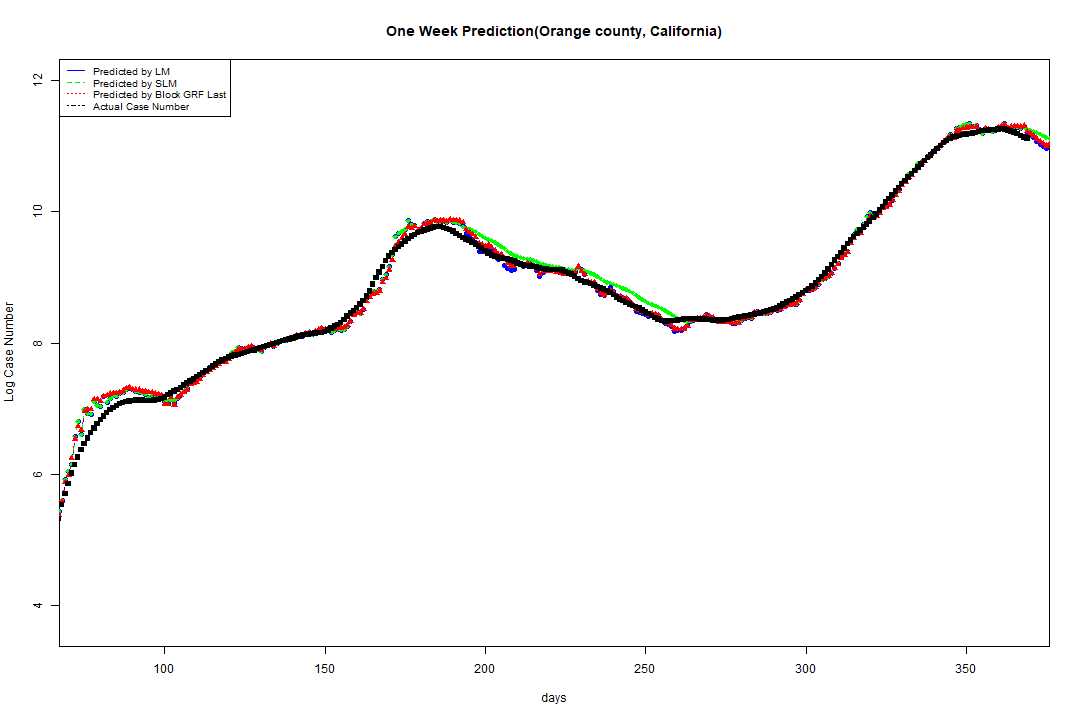 One Week Prediction(Orange county, California)
Predicted by LM
Predicted by SLM
Predicted by Block GRF Last
Actual Case Number
12
10
8
6
4
Log Case Number
100 150 200 250 300 350
days